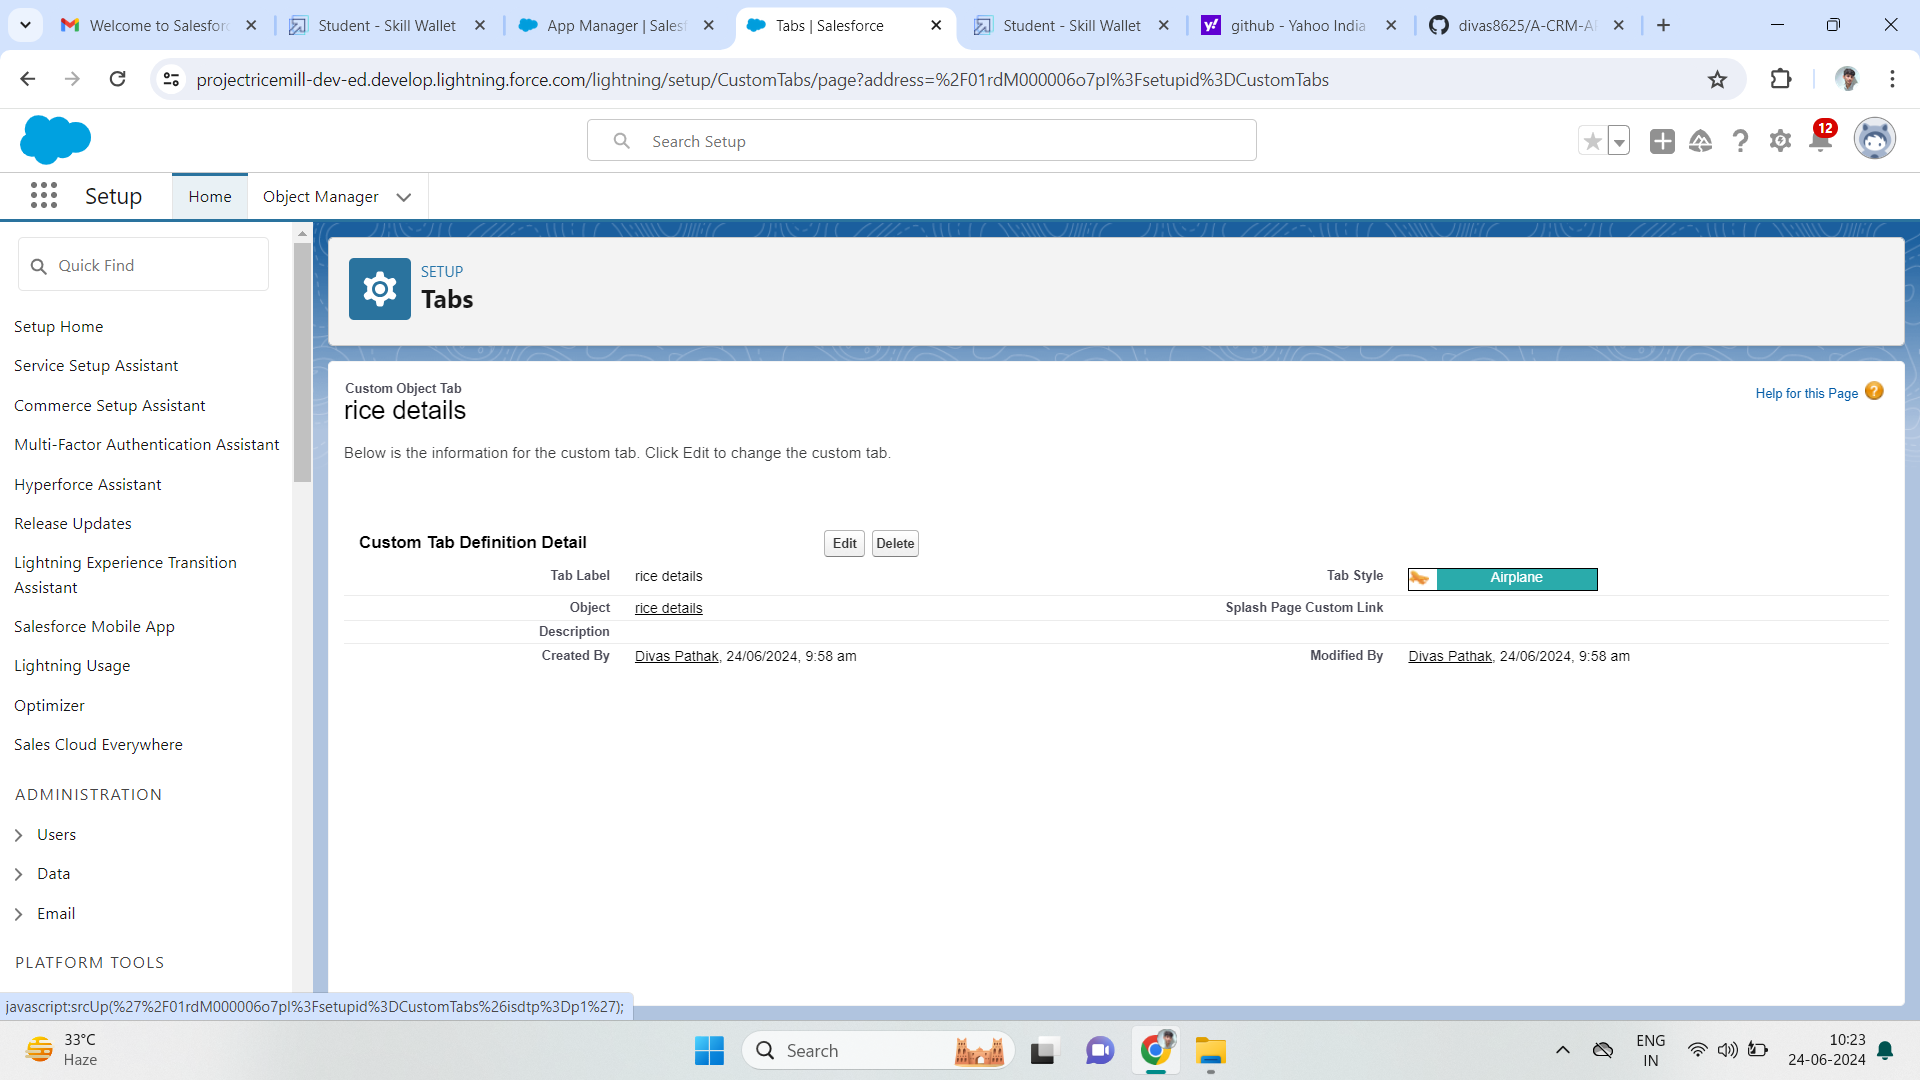 Welcome to Salesforc
Student - Skill Wallet
App Manager | Salesf
Tabs | Salesforce
Student - Skill Wallet
github - Yahoo India
divas8625/A-CRM-A
projectricemill-dev-ed.develop.lightning.force.com/lightning/setup/CustomTabs/page?address=%2F01rdM000006o7pI%3Fsetupid%3DCustomTabs
Search Setup
12
Setup
Home
Object Manager
Quick Find
Setup Home
Service Setup Assistant
Commerce Setup Assistant
Multi-Factor Authentication Assistant
Hyperforce Assistant
Release Updates
Lightning Experience Transition
Assistant
Salesforce Mobile App
Lightning Usage
Optimizer
Sales Cloud Everywhere
ADMINISTRATION
Users
Data
Email
PLATFORM TOOLS
SETUP
Tabs
Custom Object Tab
rice details
Help for this Page ?
Below is the information for the custom tab. Click Edit to change the custom tab.
Custom Tab Definition Detail
Edit
Delete
Tab Label rice details
Tab Style Airplane
Object rice details
Splash Page Custom Link
Description
Created By Divas Pathak, 24/06/2024, 9:58 am
Modified By Divas Pathak, 24/06/2024, 9:58 am
javascript:srcUp(%27%2F01rdM000006o7pI%3Fsetupid%3DCustomTabs%26isdtp%3Dp1%27);
33°C
Haze
Search
ENG
IN
10:23
24-06-2024